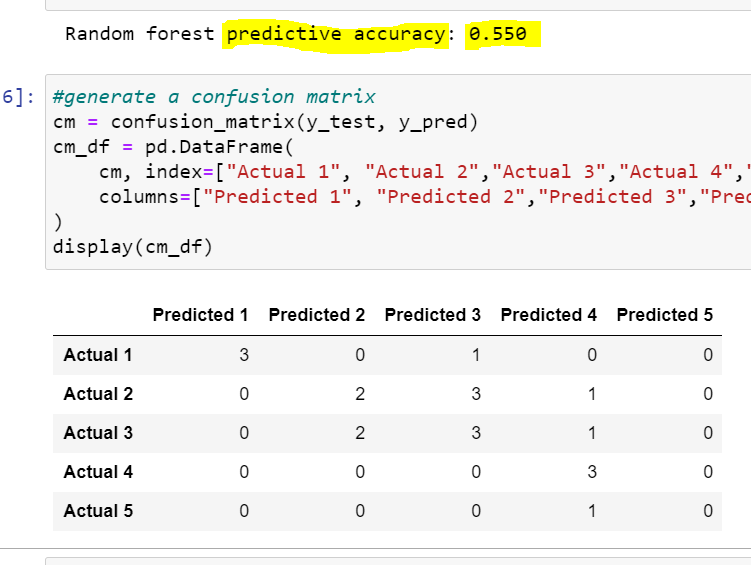 Random forest predictive accuracy: 0.550
6]: #generate a confusion matrix
cm = confusion_matrix(y_test, y_pred)
cm_df = pd.DataFrame(
cm, index=["Actual 1", "Actual 2","Actual 3","Actual 4","
columns=["Predicted 1", "Predicted 2","Predicted 3","Pred
)
display(cm_df)
Predicted 1 Predicted 2 Predicted 3 Predicted 4 Predicted 5
Actual 1 3 0 1 0 0
Actual 2 0 2 3 1 0
Actual 3 0 2 3 1 0
Actual 4 0 0 0 3 0
Actual 5 0 0 0 1 0